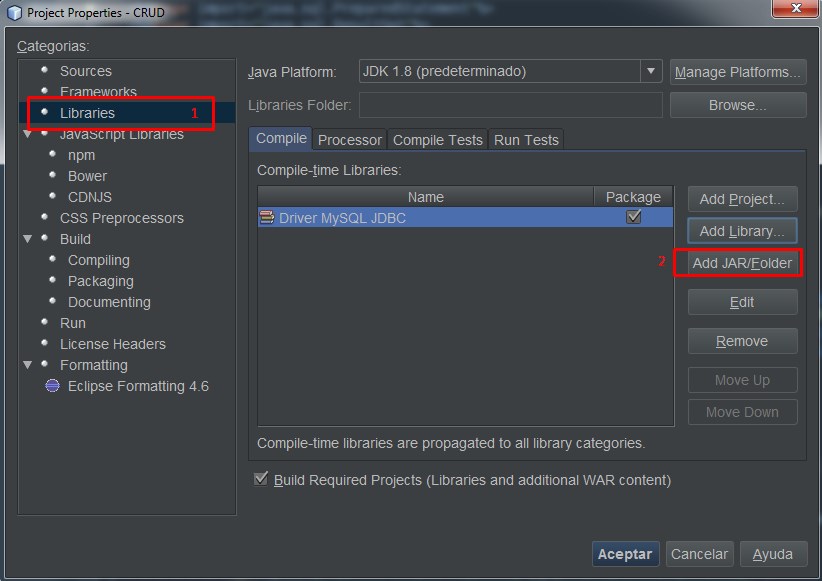 Project Properties - CRUD
Categorias:
Sources
Frameworks
Libraries 1
JavaScript Libraries
npm
Bower
CDNJS
CSS Preprocessors
Build
Compiling
Packaging
Documenting
Run
License Headers
Formatting
Eclipse Formatting 4.6
Java Platform: JDK 1.8 (predeterminado) Manage Platforms...
Libraries Folder: Browse...
Compile Processor Compile Tests Run Tests
Compile-time Libraries:
Name Package
Driver MySQL JDBC
Add Project...
Add Library...
2 Add JAR/Folder
Edit
Remove
Move Up
Move Down
Compile-time libraries are propagated to all library categories.
Build Required Projects (Libraries and additional WAR content)
Aceptar Cancelar Ayuda